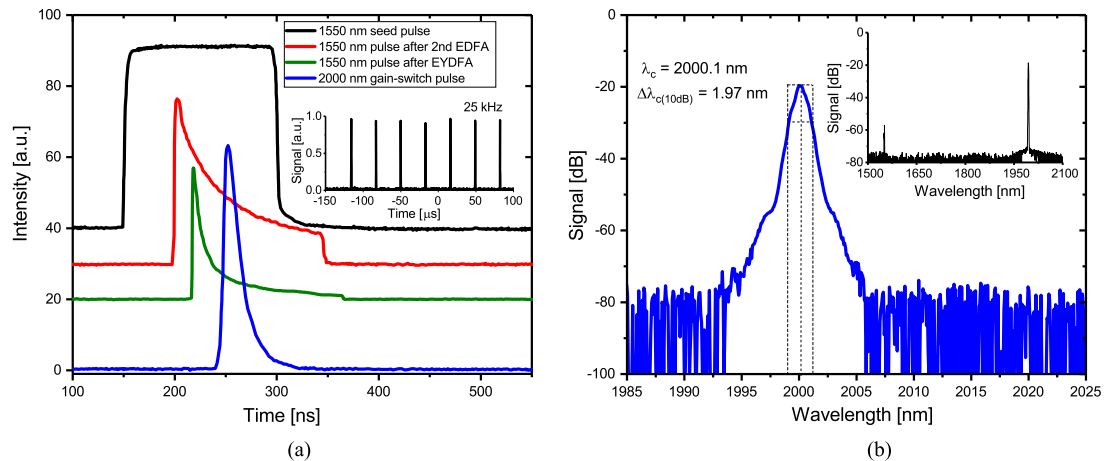 100
80
60
40
20
0
Intensity [a.u.]
100
200
300
400
500
Time [ns]
1550 nm seed pulse
1550 nm pulse after 2nd EDFA
1550 nm pulse after EYDFA
2000 nm gain-switch pulse
25 kHz
1.0
0.5
0.0
Signal [a.u.]
-150
-100
-50
0
50
100
Time [µs]
(a)
0
-20
-40
-60
-80
-100
Signal [dB]
1985
1990
1995
2000
2005
2010
2015
2020
2025
Wavelength [nm]
λc = 2000.1 nm
Δλc(10dB) = 1.97 nm
0
-20
-40
-60
-80
Signal [dB]
1500
1650
1800
1950
2100
Wavelength [nm]
(b)